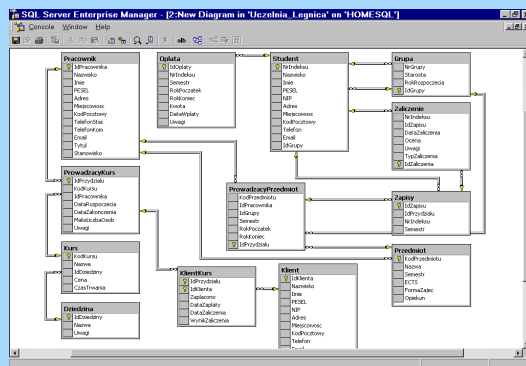 SQL Server Enterprise Manager - [2:New Diagram in 'Uczelnia_Legnica' on 'HOMESQL']
Console Window Help
Pracownik
IdPracownika
Nazwisko
Imie
PESEL
Adres
Miejscowosc
KodPocztowy
TelefonStac
TelefonKom
Email
Tytul
Stanowisko
Oplata
IdOplaty
NrIndeksu
Semestr
RokPoczatek
RokKoniec
Kwota
DataWplaty
Uwagi
Student
NrIndeksu
Nazwisko
Imie
PESEL
NIP
Adres
Miejscowosc
KodPocztowy
Telefon
Email
IdGrupy
Grupa
NrGrupy
Starosta
RokRozpoczecia
IdGrupy
Zaliczenie
NrIndeksu
IdZapisu
DataZaliczenia
Ocena
Uwagi
TypZaliczenia
IdZaliczenia
ProwadzacyKurs
IdPrzydzialu
KodKursu
IdPracownika
DataRozpoczecia
DataZakonczenia
MaksLiczbaOsob
Uwagi
ProwadzacyPrzedmiot
KodPrzedmiotu
IdPracownika
IdGrupy
Semestr
RokPoczatek
RokKoniec
IdPrzydzialu
Zapisy
IdZapisu
IdPrzydzialu
NrIndeksu
Semestr
Kurs
KodKursu
Nazwa
IdDziedziny
Cena
CzasTrwania
KlientKurs
IdPrzydzialu
IdKlienta
Zaplacono
DataZaplaty
DataZaliczenia
WynikZaliczenia
Klient
IdKlienta
Nazwisko
Imie
PESEL
NIP
Adres
Miejscowosc
KodPocztowy
Telefon
Email
Przedmiot
KodPrzedmiotu
Nazwa
Semestr
ECTS
FormaZajec
Opiekun
Dziedzina
IdDziedziny
Nazwa
Uwagi